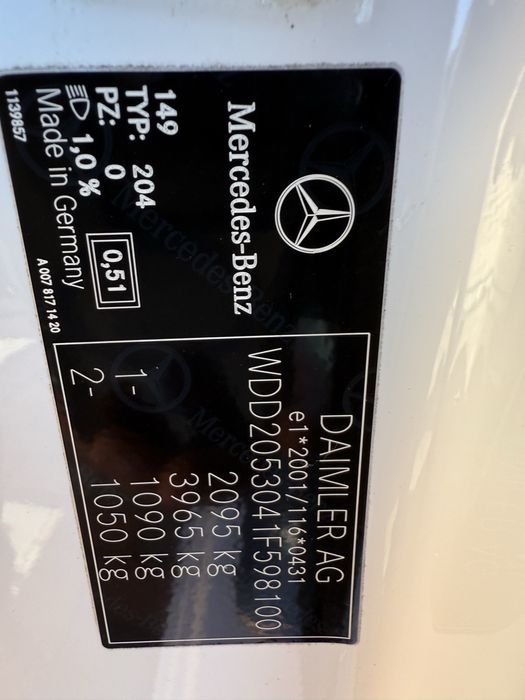 Mercedes-Benz
149
TYP: 204
PZ: 0
1,0 %
0,51
Made in Germany
1139857
A 007 817 14 20
DAIMLER AG
e1*2001/116*0431
WDD2053041F598100
2095 kg
3965 kg
1- 1090 kg
2- 1050 kg